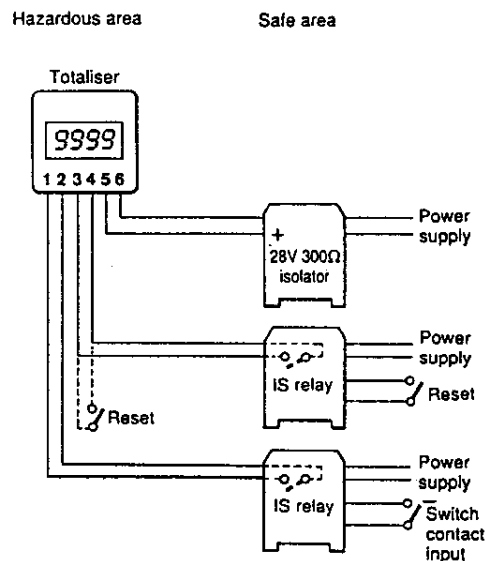 Hazardous area
Safe area
Totaliser
9999
1 2 3 4 5 6
Power
supply
+
28V 300Ω
isolator
Power
supply
IS relay
Reset
Reset
Power
supply
IS relay
Switch
contact
input